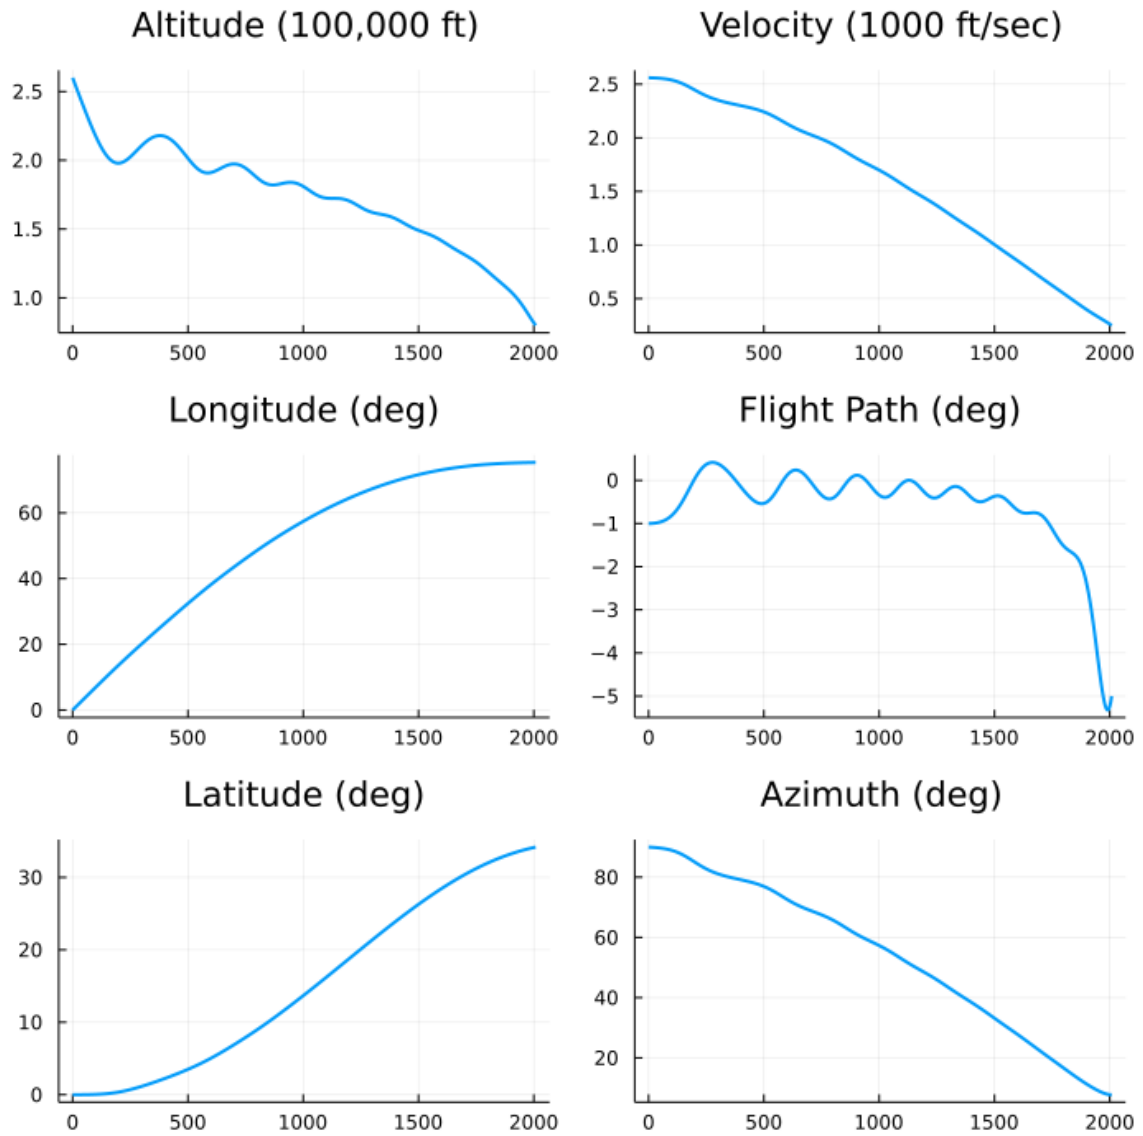 Altitude (100,000 ft)
2.5
2.0
1.5
1.0
0 500 1000 1500 2000
Velocity (1000 ft/sec)
2.5
2.0
1.5
1.0
0.5
0 500 1000 1500 2000
Longitude (deg)
60
40
20
0
0 500 1000 1500 2000
Flight Path (deg)
0
−1
−2
−3
−4
−5
0 500 1000 1500 2000
Latitude (deg)
30
20
10
0
0 500 1000 1500 2000
Azimuth (deg)
80
60
40
20
0 500 1000 1500 2000